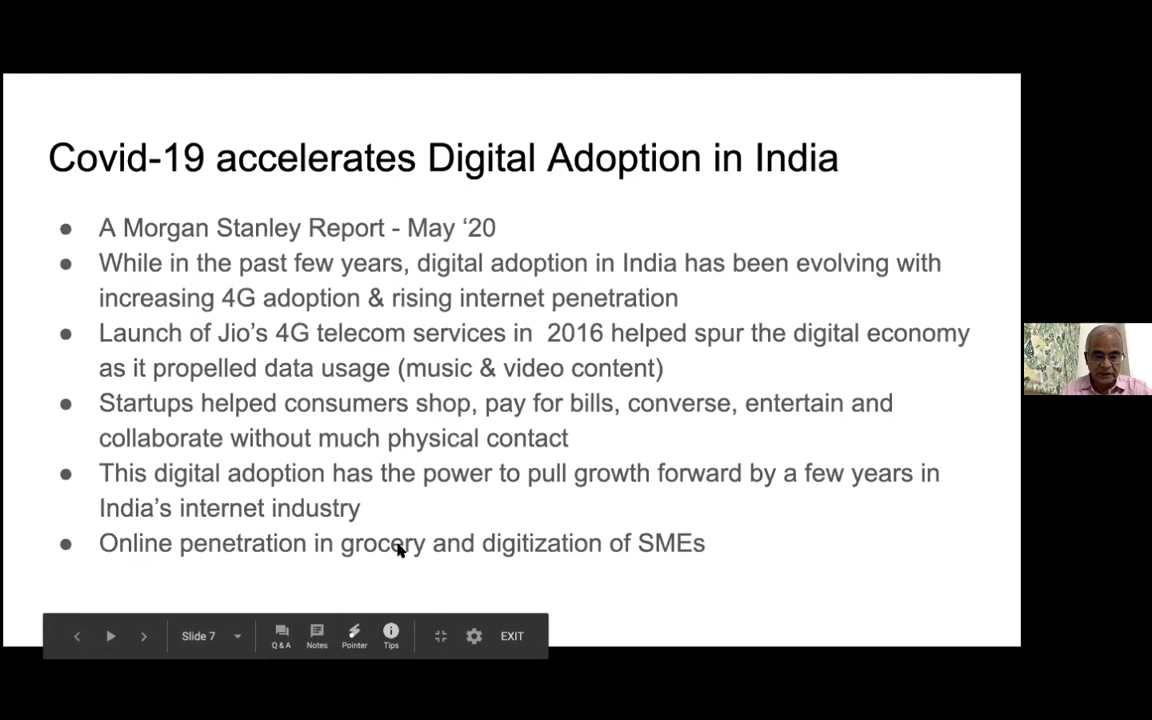 Covid-19 accelerates Digital Adoption in India
● A Morgan Stanley Report - May ‘20
● While in the past few years, digital adoption in India has been evolving with
increasing 4G adoption & rising internet penetration
● Launch of Jio’s 4G telecom services in  2016 helped spur the digital economy
as it propelled data usage (music & video content)
● Startups helped consumers shop, pay for bills, converse, entertain and
collaborate without much physical contact
● This digital adoption has the power to pull growth forward by a few years in
India’s internet industry
● Online penetration in grocery and digitization of SMEs
Slide 7
Q & A Notes Pointer Tips
EXIT